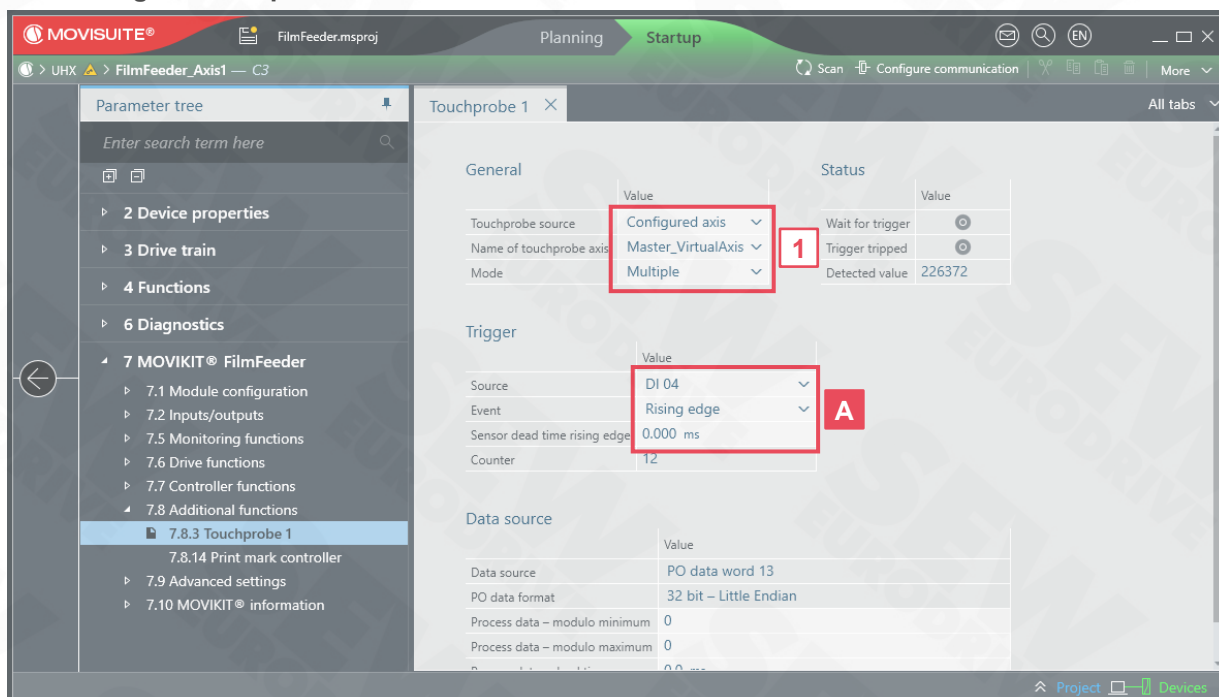 MOVISUITE®
FilmFeeder.msproj
Planning
Startup
EN
> UHX > FilmFeeder_Axis1 — C3
Scan
Configure communication
More
Parameter tree
Touchprobe 1
All tabs
Enter search term here
2 Device properties
3 Drive train
4 Functions
6 Diagnostics
7 MOVIKIT® FilmFeeder
7.1 Module configuration
7.2 Inputs/outputs
7.5 Monitoring functions
7.6 Drive functions
7.7 Controller functions
7.8 Additional functions
7.8.3 Touchprobe 1
7.8.14 Print mark controller
7.9 Advanced settings
7.10 MOVIKIT® information
General
Value
Touchprobe source Configured axis
Name of touchprobe axis Master_VirtualAxis
Mode Multiple
1
Status
Value
Wait for trigger
Trigger tripped
Detected value 226372
Trigger
Value
Source DI 04
Event Rising edge
Sensor dead time rising edge 0.000 ms
Counter 12
A
Data source
Value
Data source PO data word 13
PO data format 32 bit – Little Endian
Process data – modulo minimum 0
Process data – modulo maximum 0
Project
Devices
SEW
EURODRIVE